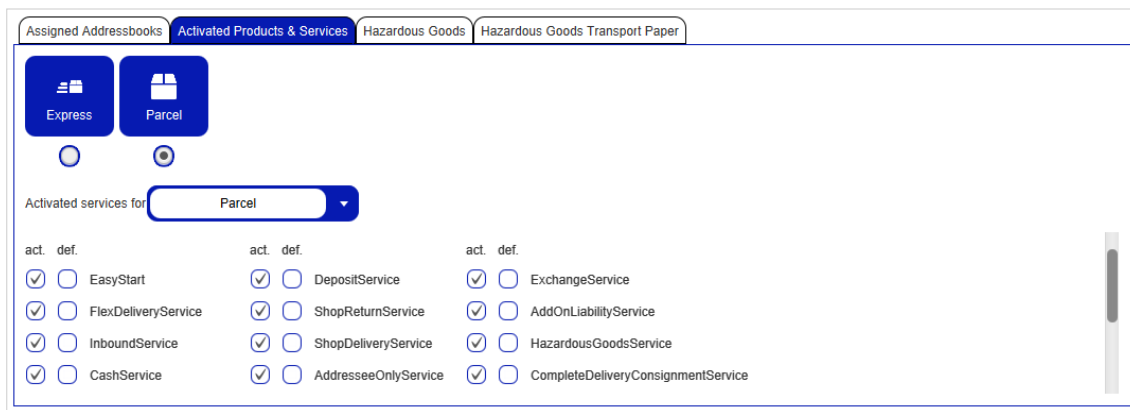 Assigned Addressbooks Activated Products & Services Hazardous Goods Hazardous Goods Transport Paper
Express Parcel
Activated services for Parcel
act. def. act. def. act. def.
EasyStart DepositService ExchangeService
FlexDeliveryService ShopReturnService AddOnLiabilityService
InboundService ShopDeliveryService HazardousGoodsService
CashService AddresseeOnlyService CompleteDeliveryConsignmentService